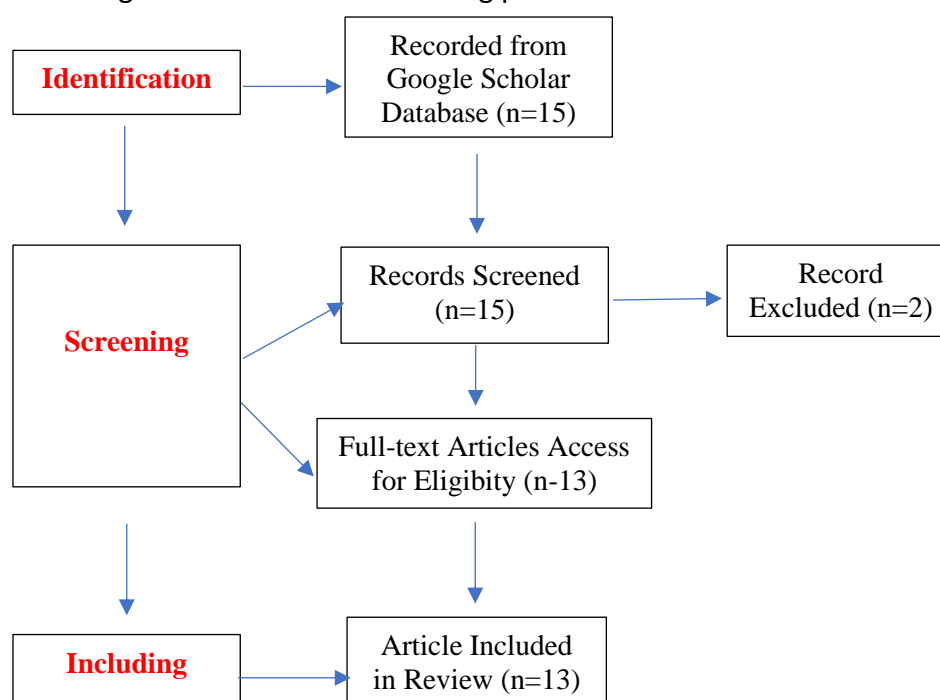 Identification
Recorded from
Google Scholar
Database (n=15)
Screening
Records Screened
(n=15)
Record
Excluded (n=2)
Full-text Articles Access
for Eligibity (n-13)
Including
Article Included
in Review (n=13)